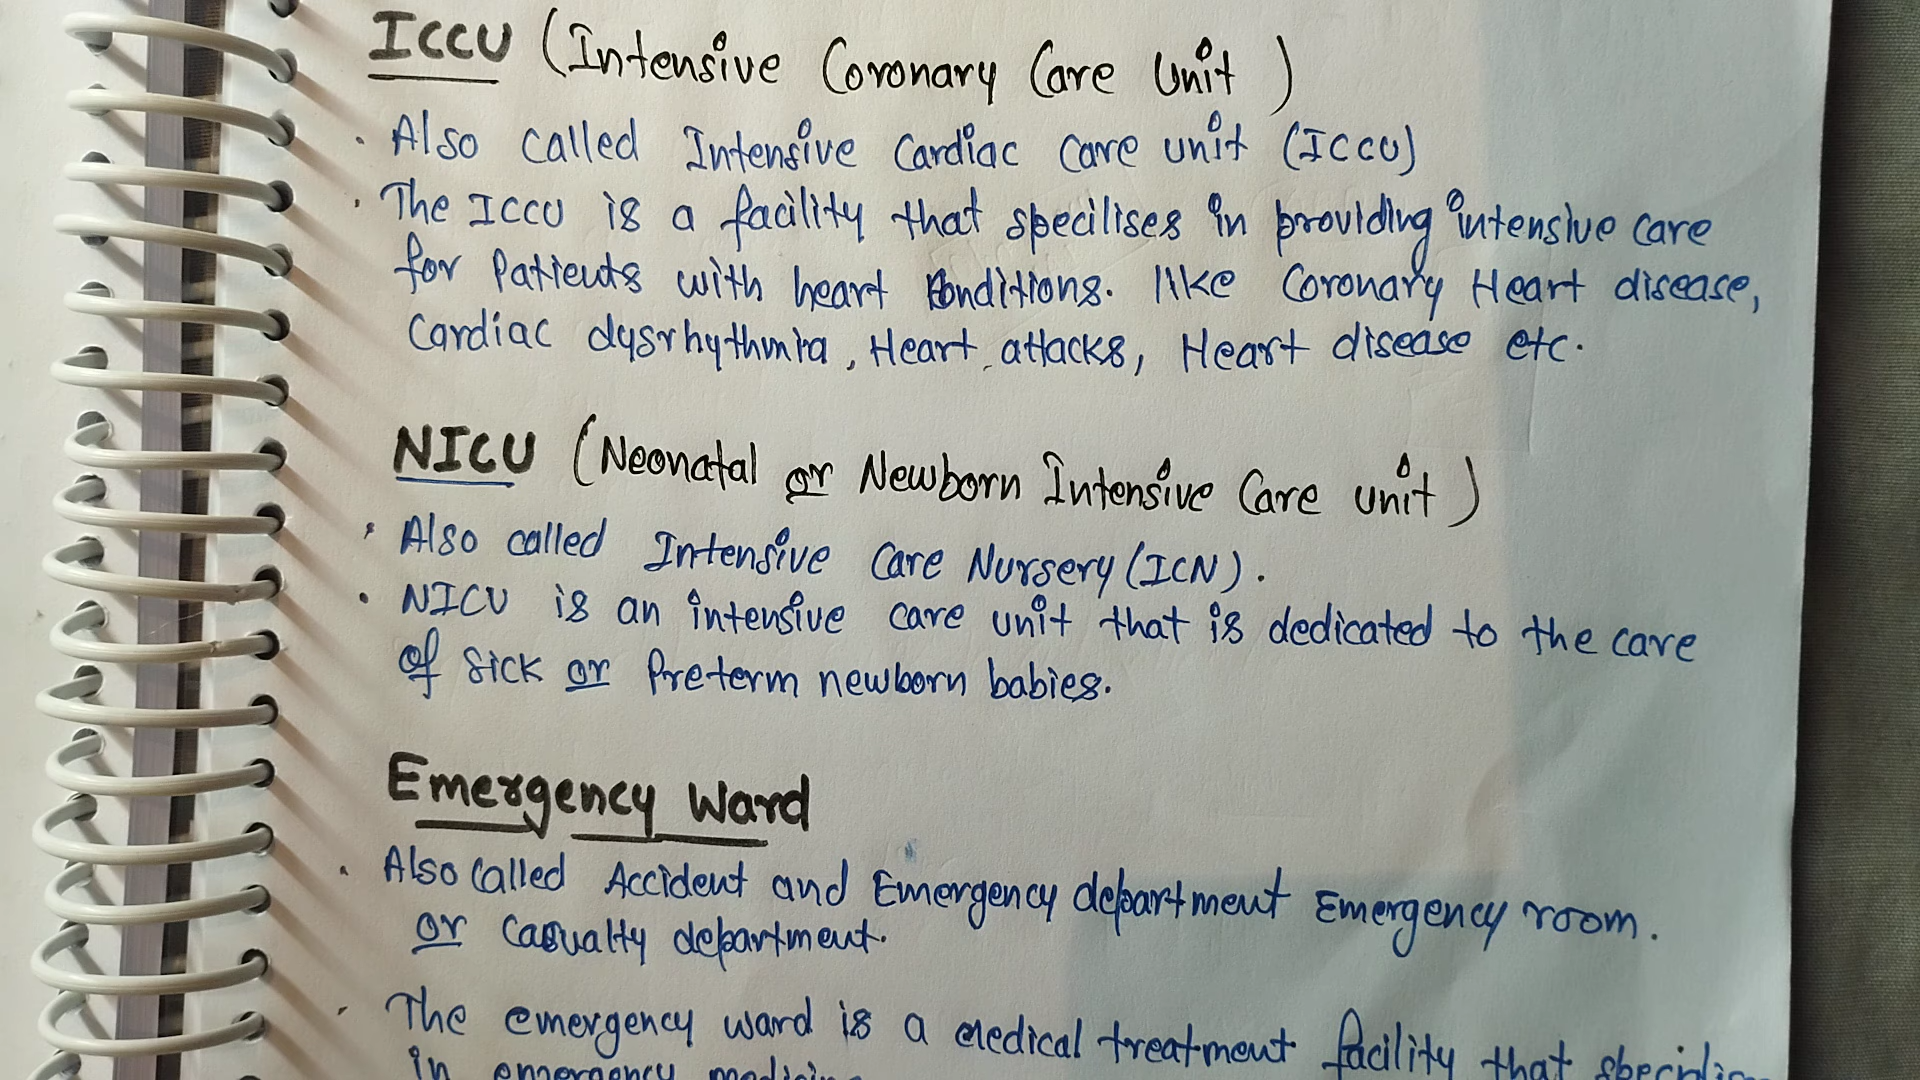 ICCU (Intensive Coronary Care Unit)
· Also called Intensive Cardiac Care unit (ICCU)
· The ICCU is a facility that specilises in providing intensive care
for Patients with heart Conditions. like Coronary Heart disease,
Cardiac dysrhythmia, Heart attacks, Heart disease etc.
NICU (Neonatal or Newborn Intensive Care unit)
· Also called Intensive Care Nursery (ICN).
· NICU is an intensive care unit that is dedicated to the care
of Sick or Preterm newborn babies.
Emergency Ward
· Also Called Accident and Emergency department Emergency room.
or Casualty department.
· The emergency ward is a medical treatment facility that
in emergency